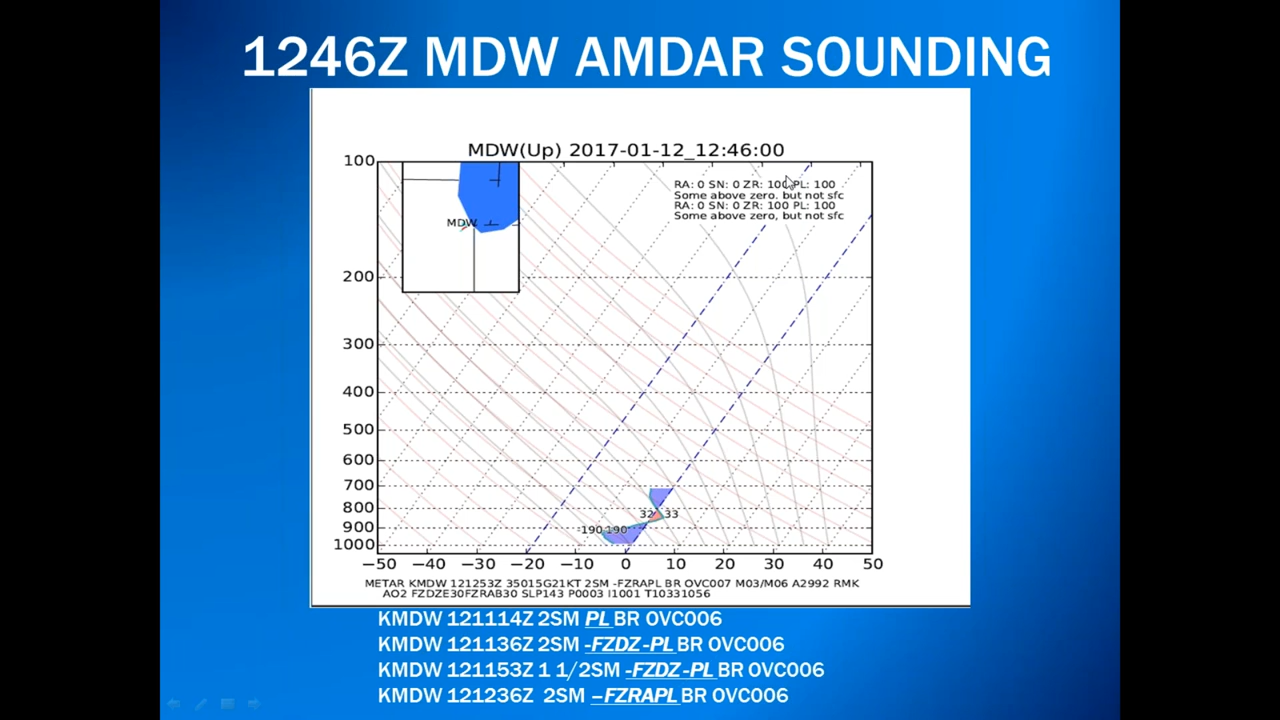 1246Z MDW AMDAR SOUNDING
MDW(Up) 2017-01-12_12:46:00
100
200
300
400
500
600
700
800
900
1000
MDW
RA: 0 SN: 0 ZR: 100 PL: 100
Some above zero. but not sfc
RA: 0 SN: 0 ZR: 100 PL: 100
Some above zero, but not sfc
32 33
-190 190
−50 −40 −30 −20 −10 0 10 20 30 40 50
METAR KMDW 121253Z 35015G21KT 2SM -FZRAPL BR OVC007 M03/M06 A2992 RMK
AO2 FZDZE30FZRAB30 SLP143 P0003 I1001 T10331056
KMDW 121114Z 2SM PL BR OVC006
KMDW 121136Z 2SM -FZDZ -PL BR OVC006
KMDW 121153Z 1 1/2SM -FZDZ -PL BR OVC006
KMDW 121236Z 2SM –FZRAPL BR OVC006